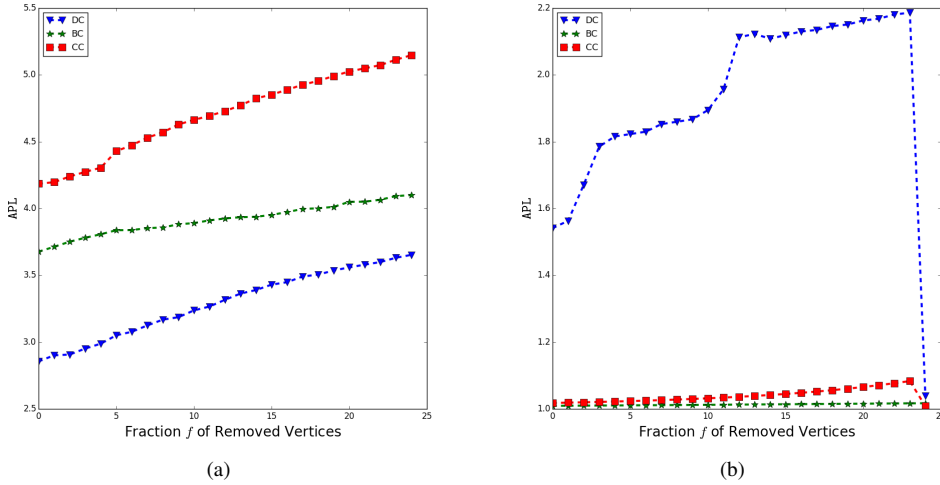 5.5
5.0
4.5
4.0
3.5
3.0
2.5
APL
DC
BC
CC
0 5 10 15 20 25
Fraction f of Removed Vertices
(a)
2.2
2.0
1.8
1.6
1.4
1.2
1.0
APL
DC
BC
CC
0 5 10 15 20
Fraction f of Removed Vertices
(b)